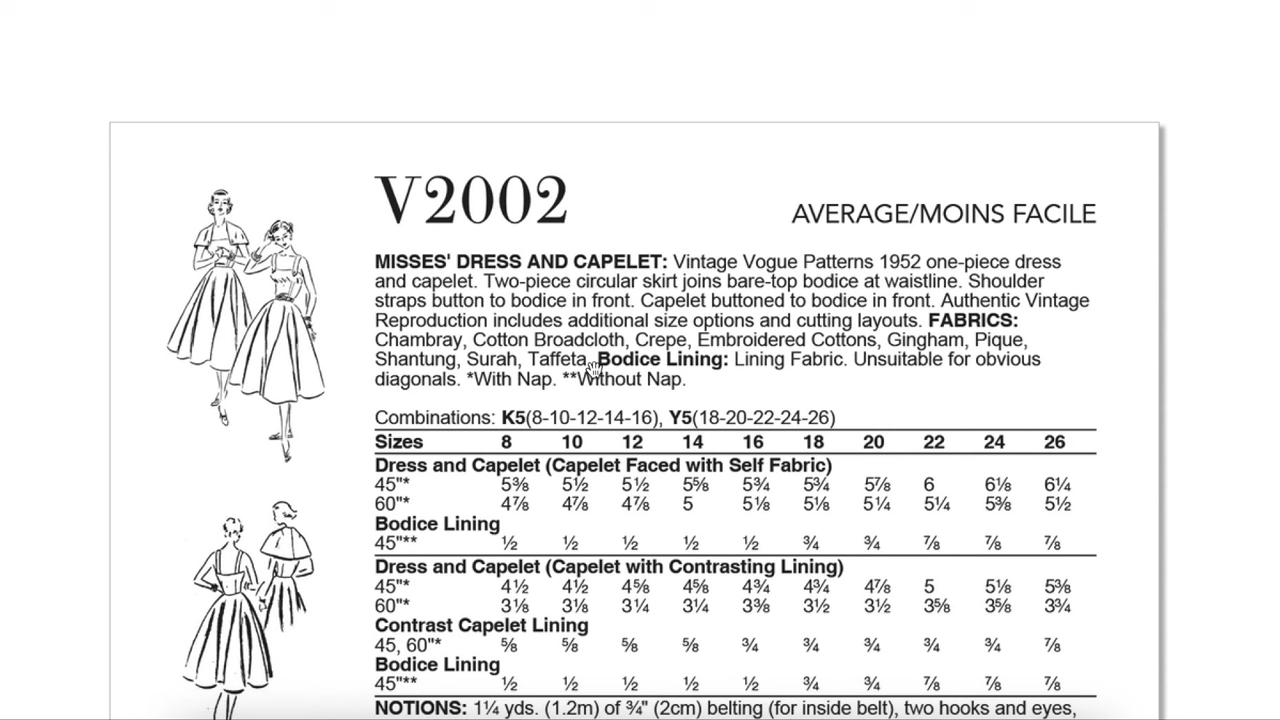 V2002
AVERAGE/MOINS FACILE
MISSES' DRESS AND CAPELET: Vintage Vogue Patterns 1952 one-piece dress
and capelet. Two-piece circular skirt joins bare-top bodice at waistline. Shoulder
straps button to bodice in front. Capelet buttoned to bodice in front. Authentic Vintage
Reproduction includes additional size options and cutting layouts. FABRICS:
Chambray, Cotton Broadcloth, Crepe, Embroidered Cottons, Gingham, Pique,
Shantung, Surah, Taffeta. Bodice Lining: Lining Fabric. Unsuitable for obvious
diagonals. *With Nap. **Without Nap.
Combinations: K5(8-10-12-14-16), Y5(18-20-22-24-26)
Sizes 8 10 12 14 16 18 20 22 24 26
Dress and Capelet (Capelet Faced with Self Fabric)
45"* 5⅜ 5½ 5½ 5⅝ 5¾ 5¾ 5⅞ 6 6⅛ 6¼
60"* 4⅞ 4⅞ 4⅞ 5 5⅛ 5⅛ 5¼ 5¼ 5⅜ 5½
Bodice Lining
45"** ½ ½ ½ ½ ½ ¾ ¾ ⅞ ⅞ ⅞
Dress and Capelet (Capelet with Contrasting Lining)
45"* 4½ 4½ 4⅝ 4⅝ 4¾ 4¾ 4⅞ 5 5⅛ 5⅜
60"* 3⅛ 3⅛ 3¼ 3¼ 3⅜ 3½ 3½ 3⅝ 3⅝ 3¾
Contrast Capelet Lining
45, 60"* ⅝ ⅝ ⅝ ⅝ ¾ ¾ ¾ ¾ ¾ ⅞
Bodice Lining
45"** ½ ½ ½ ½ ½ ¾ ¾ ⅞ ⅞ ⅞
NOTIONS: 1¼ yds. (1.2m) of ¾" (2cm) belting (for inside belt), two hooks and eyes,